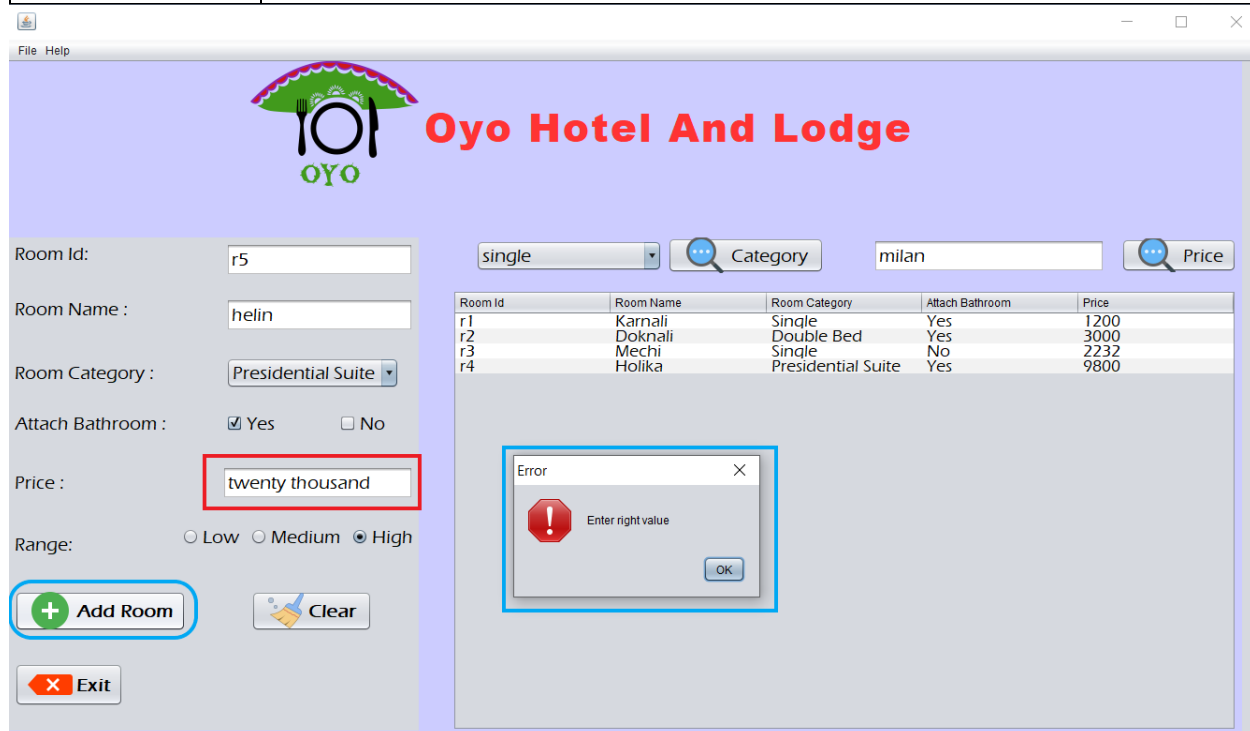 File Help
OYO
Oyo Hotel And Lodge
Room Id:
r5
single
Category
milan
Price
Room Name :
helin
Room Id Room Name Room Category Attach Bathroom Price
r1 Karnali Single Yes 1200
r2 Doknali Double Bed Yes 3000
r3 Mechi Single No 2232
r4 Holika Presidential Suite Yes 9800
Room Category :
Presidential Suite
Attach Bathroom :
Yes No
Price :
twenty thousand
Error
Enter right value
OK
Range:
Low Medium High
Add Room
Clear
Exit